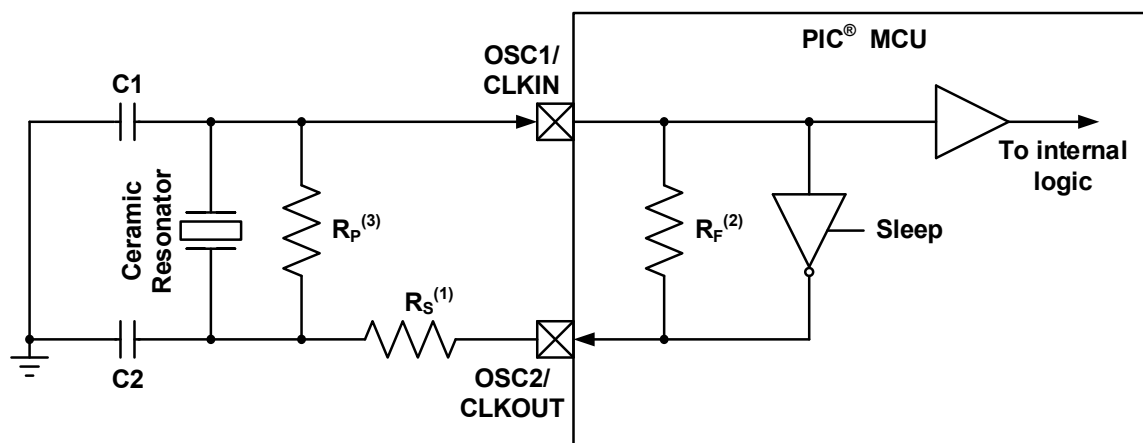 PIC® MCU
OSC1/
CLKIN
C1
To internal
logic
Ceramic
Resonator
RP(3)
RF(2)
Sleep
RS(1)
C2
OSC2/
CLKOUT